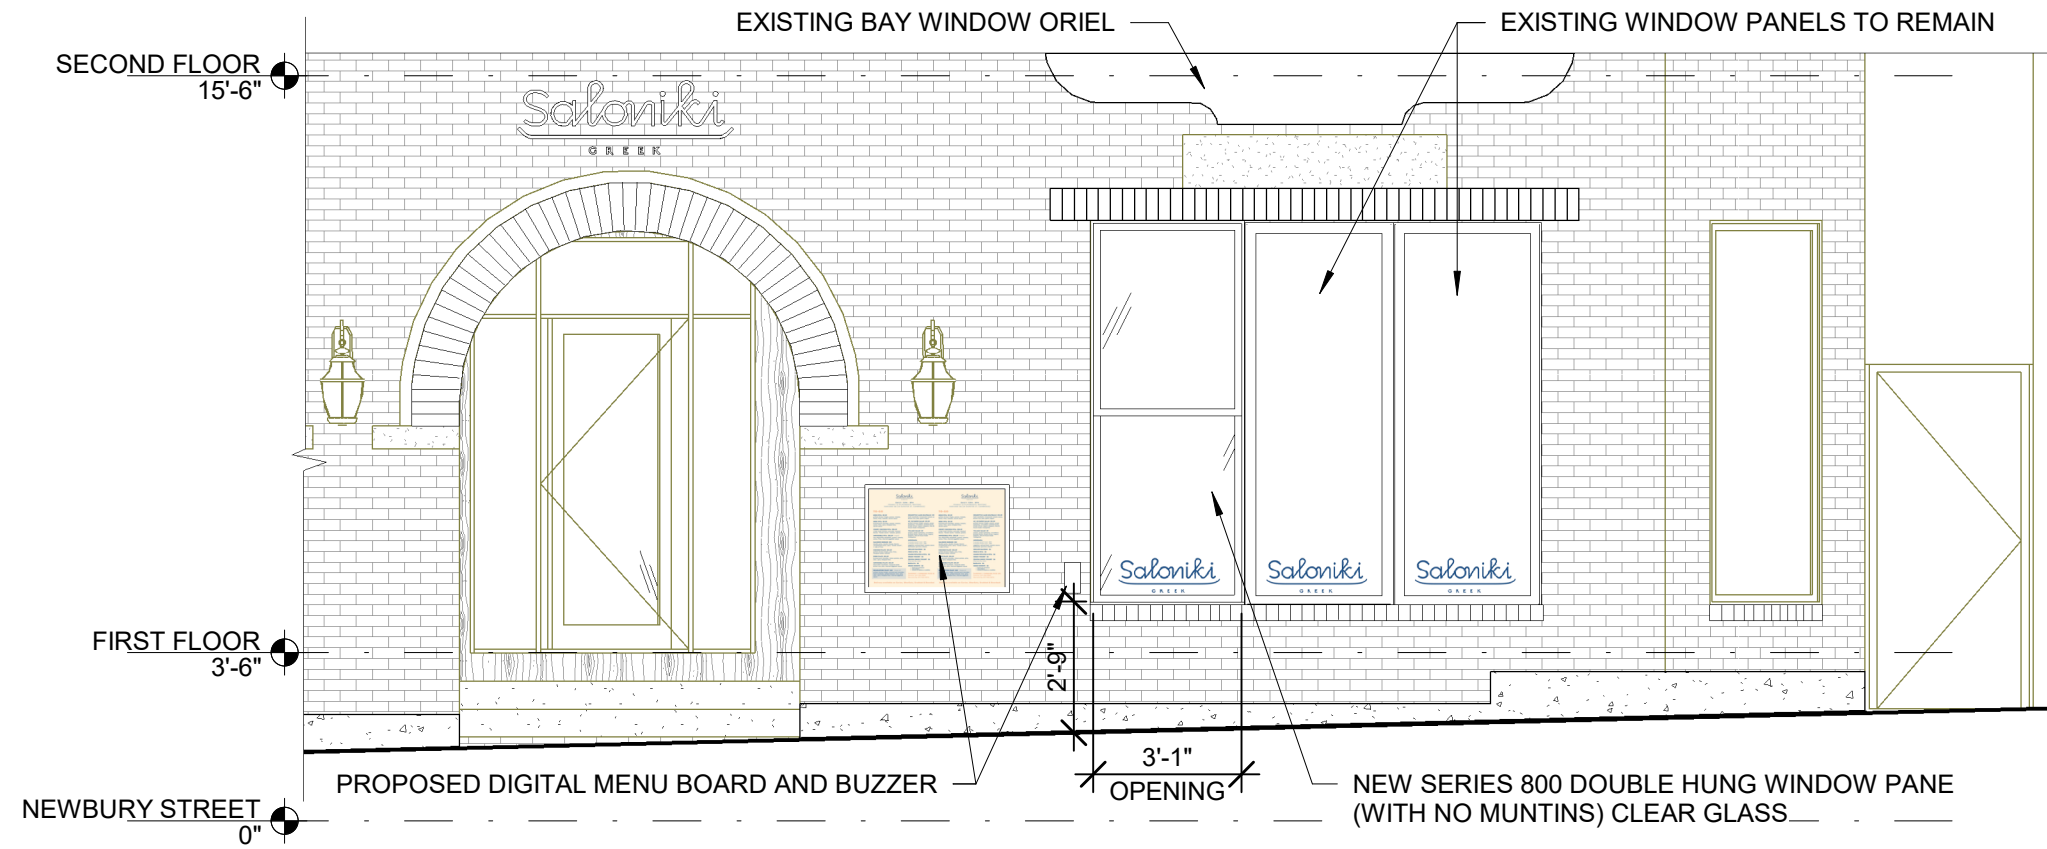 EXISTING BAY WINDOW ORIEL
EXISTING WINDOW PANELS TO REMAIN
SECOND FLOOR
15'-6"
Saloniki
GREEK
Saloniki
GREEK
Saloniki
GREEK
Saloniki
GREEK
FIRST FLOOR
3'-6"
2'-9"
3'-1"
OPENING
PROPOSED DIGITAL MENU BOARD AND BUZZER
NEW SERIES 800 DOUBLE HUNG WINDOW PANE
(WITH NO MUNTINS) CLEAR GLASS
NEWBURY STREET
0"